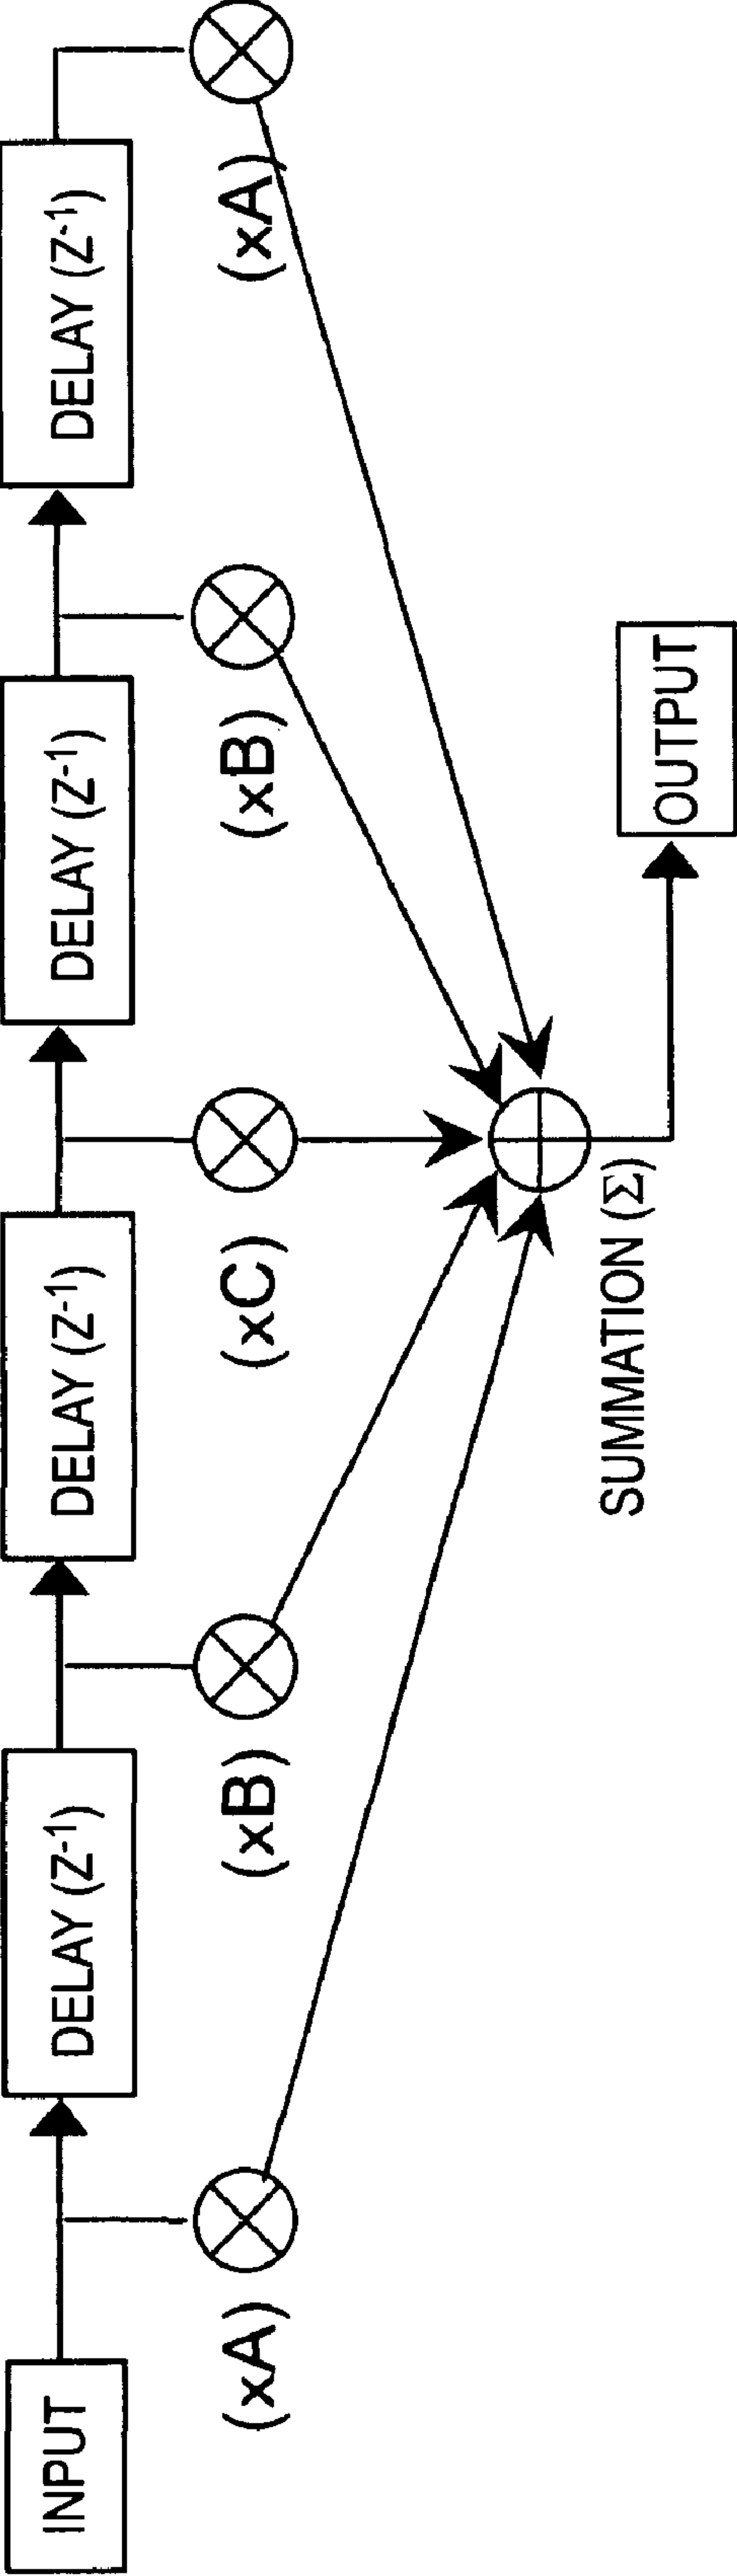 INPUT
DELAY (Z-1)
DELAY (Z-1)
DELAY (Z-1)
DELAY (Z-1)
(xA)
(xB)
(xC)
(xB)
(xA)
SUMMATION (Σ)
OUTPUT